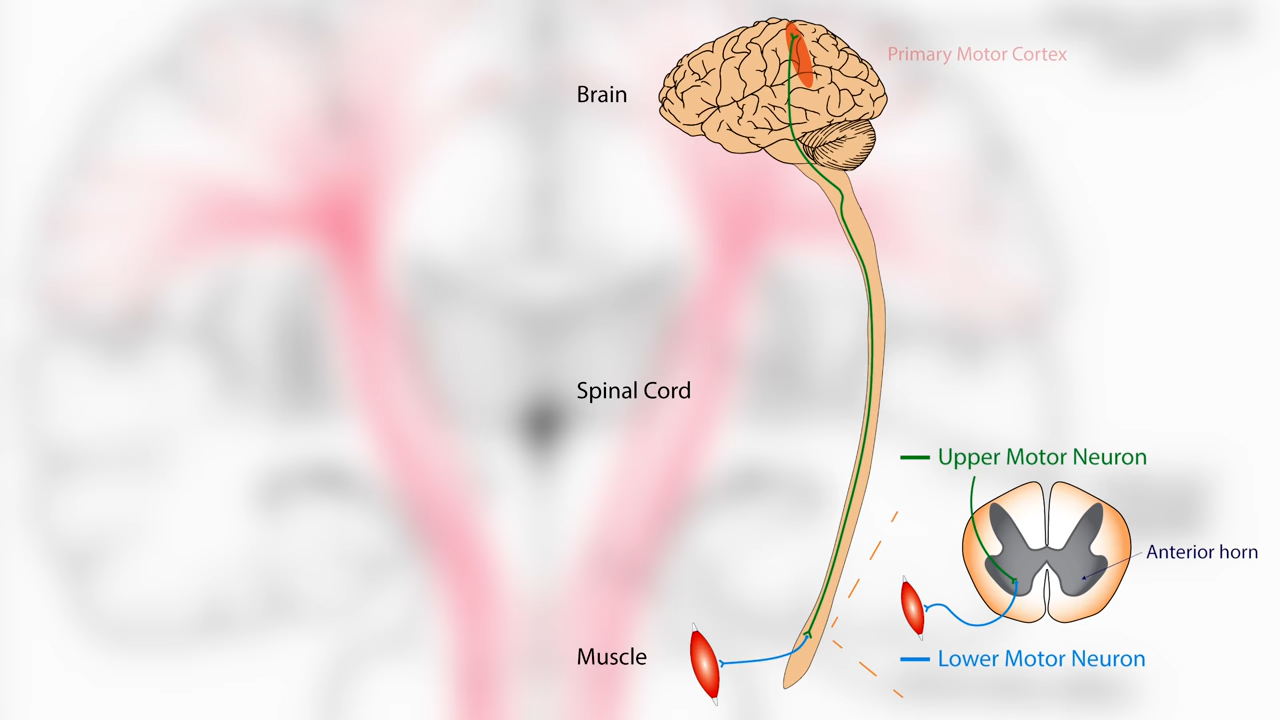 Primary Motor Cortex
Brain
Spinal Cord
Upper Motor Neuron
Anterior horn
Muscle
Lower Motor Neuron